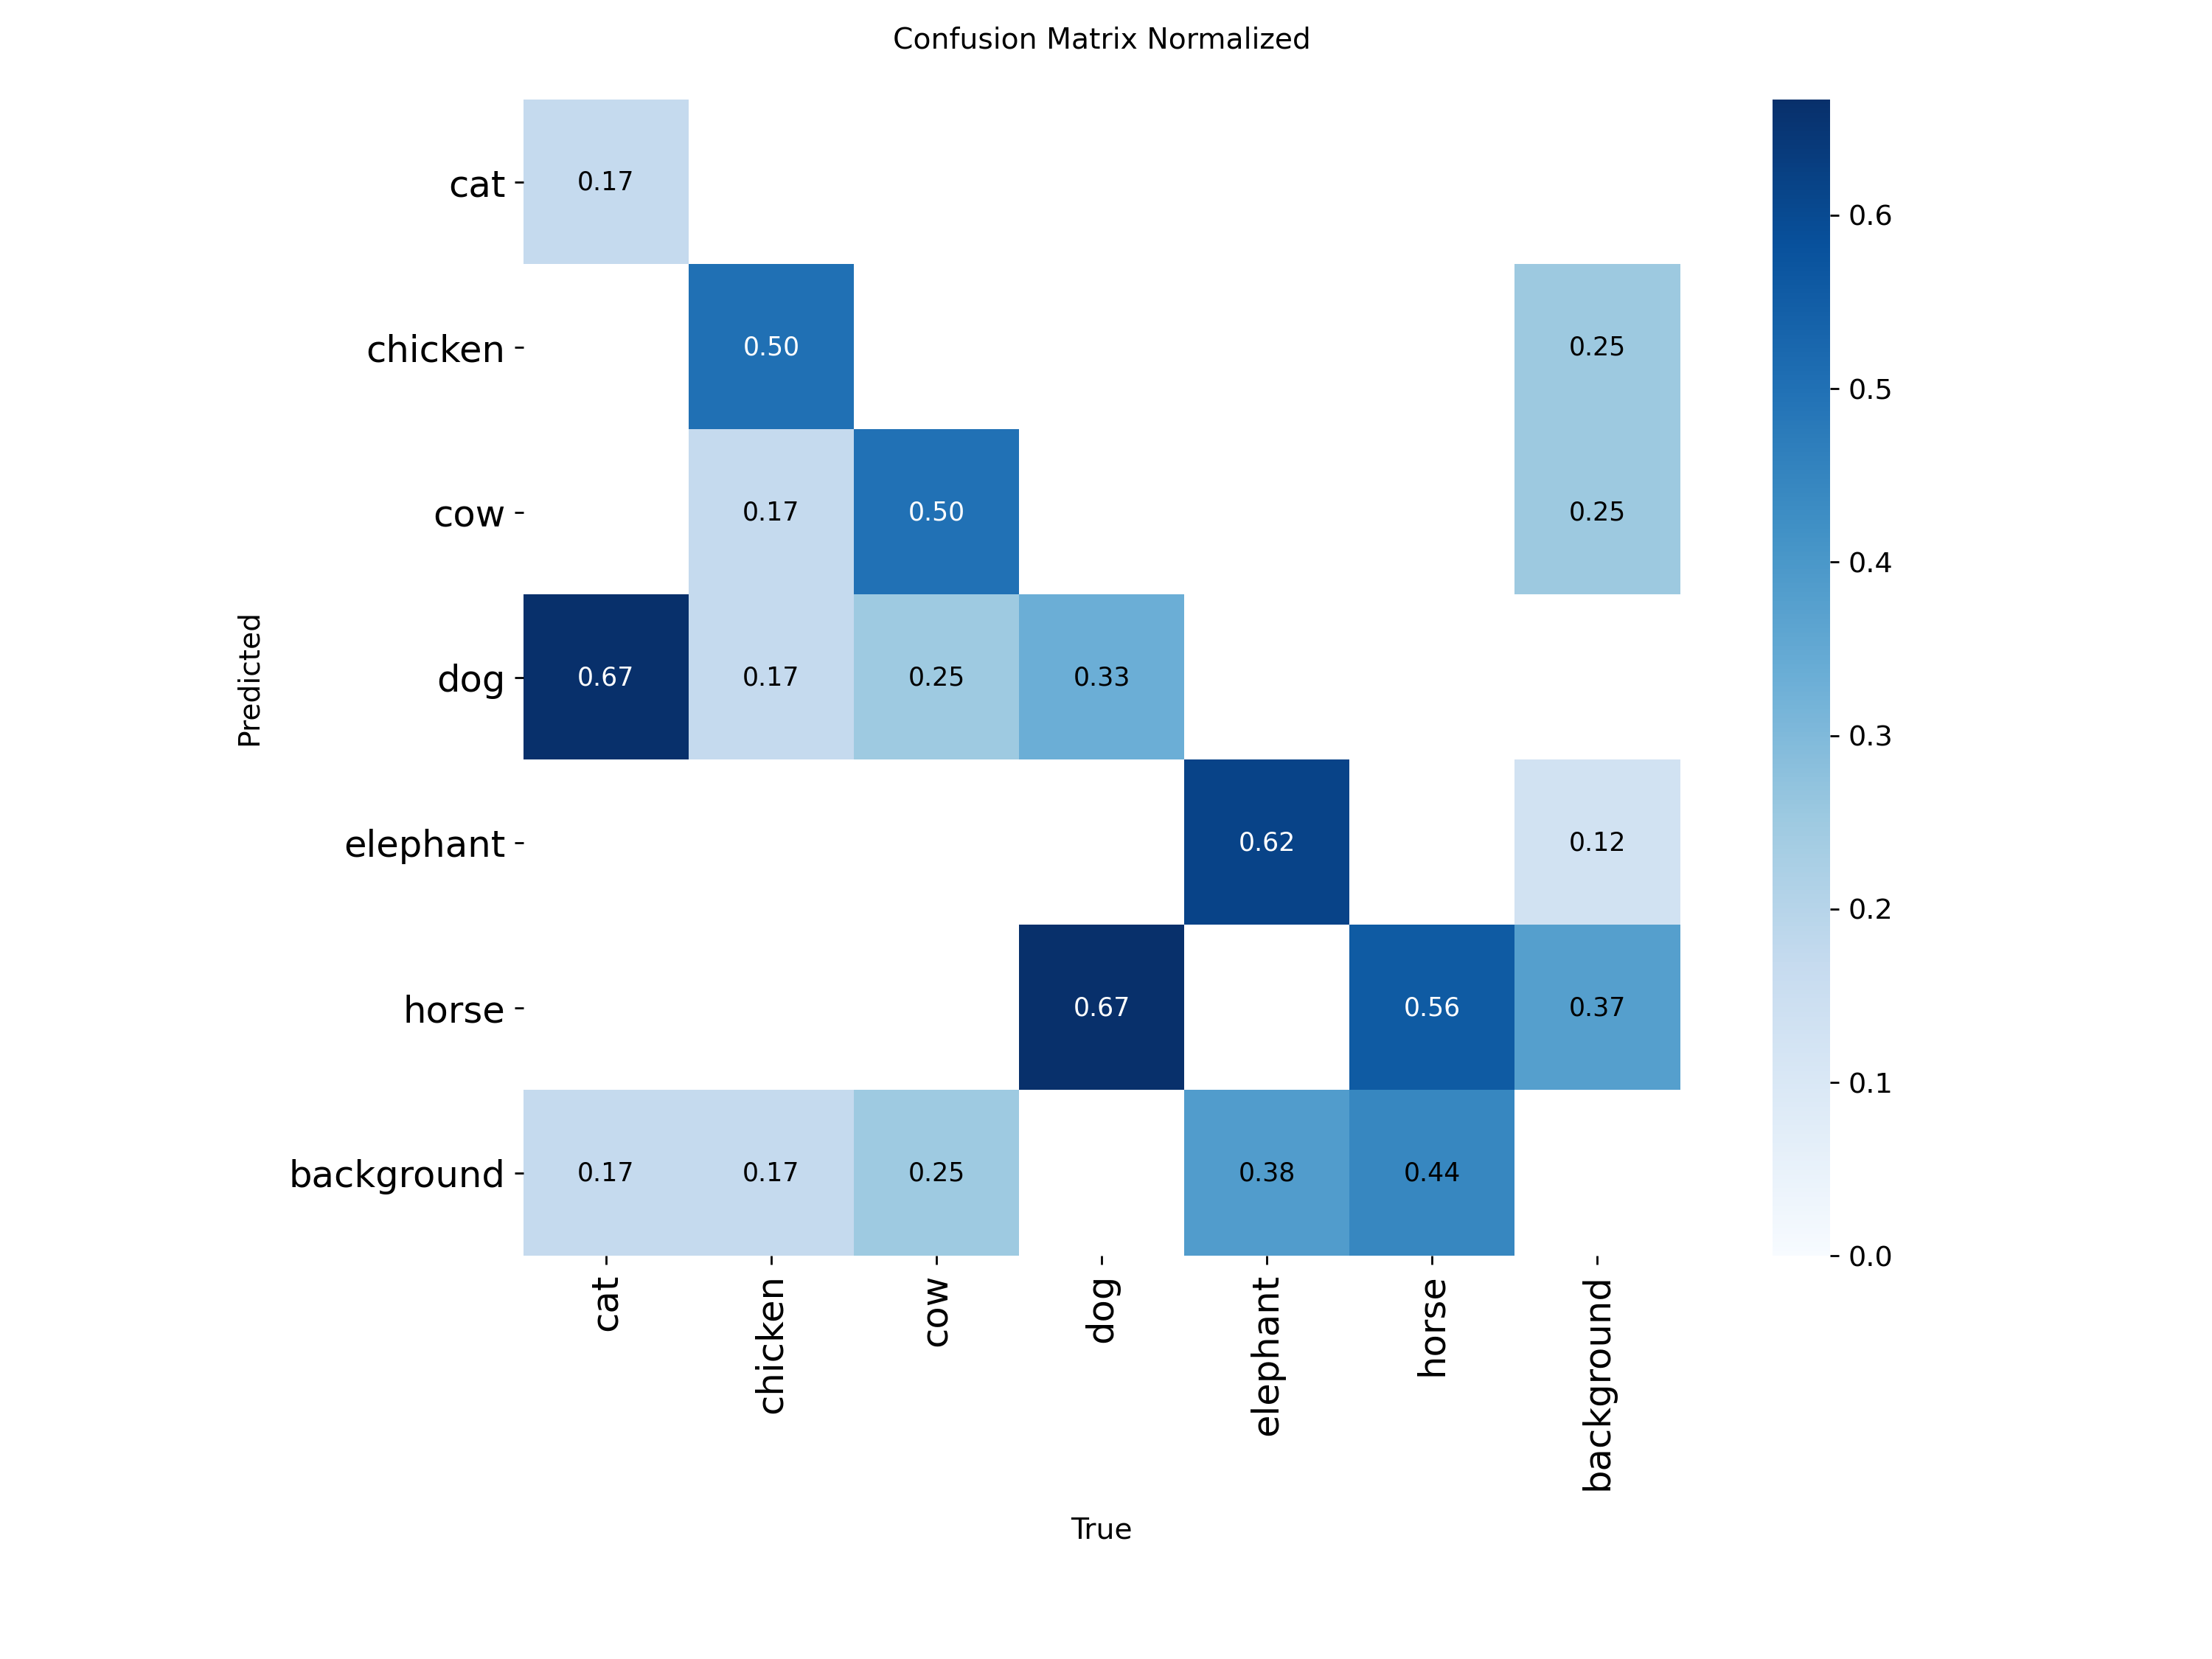 Confusion Matrix Normalized
cat
0.17
chicken
0.50
0.25
cow
0.17
0.50
0.25
dog
0.67
0.17
0.25
0.33
elephant
0.62
0.12
horse
0.67
0.56
0.37
background
0.17
0.17
0.25
0.38
0.44
Predicted
cat
chicken
cow
dog
elephant
horse
background
True
0.6
0.5
0.4
0.3
0.2
0.1
0.0